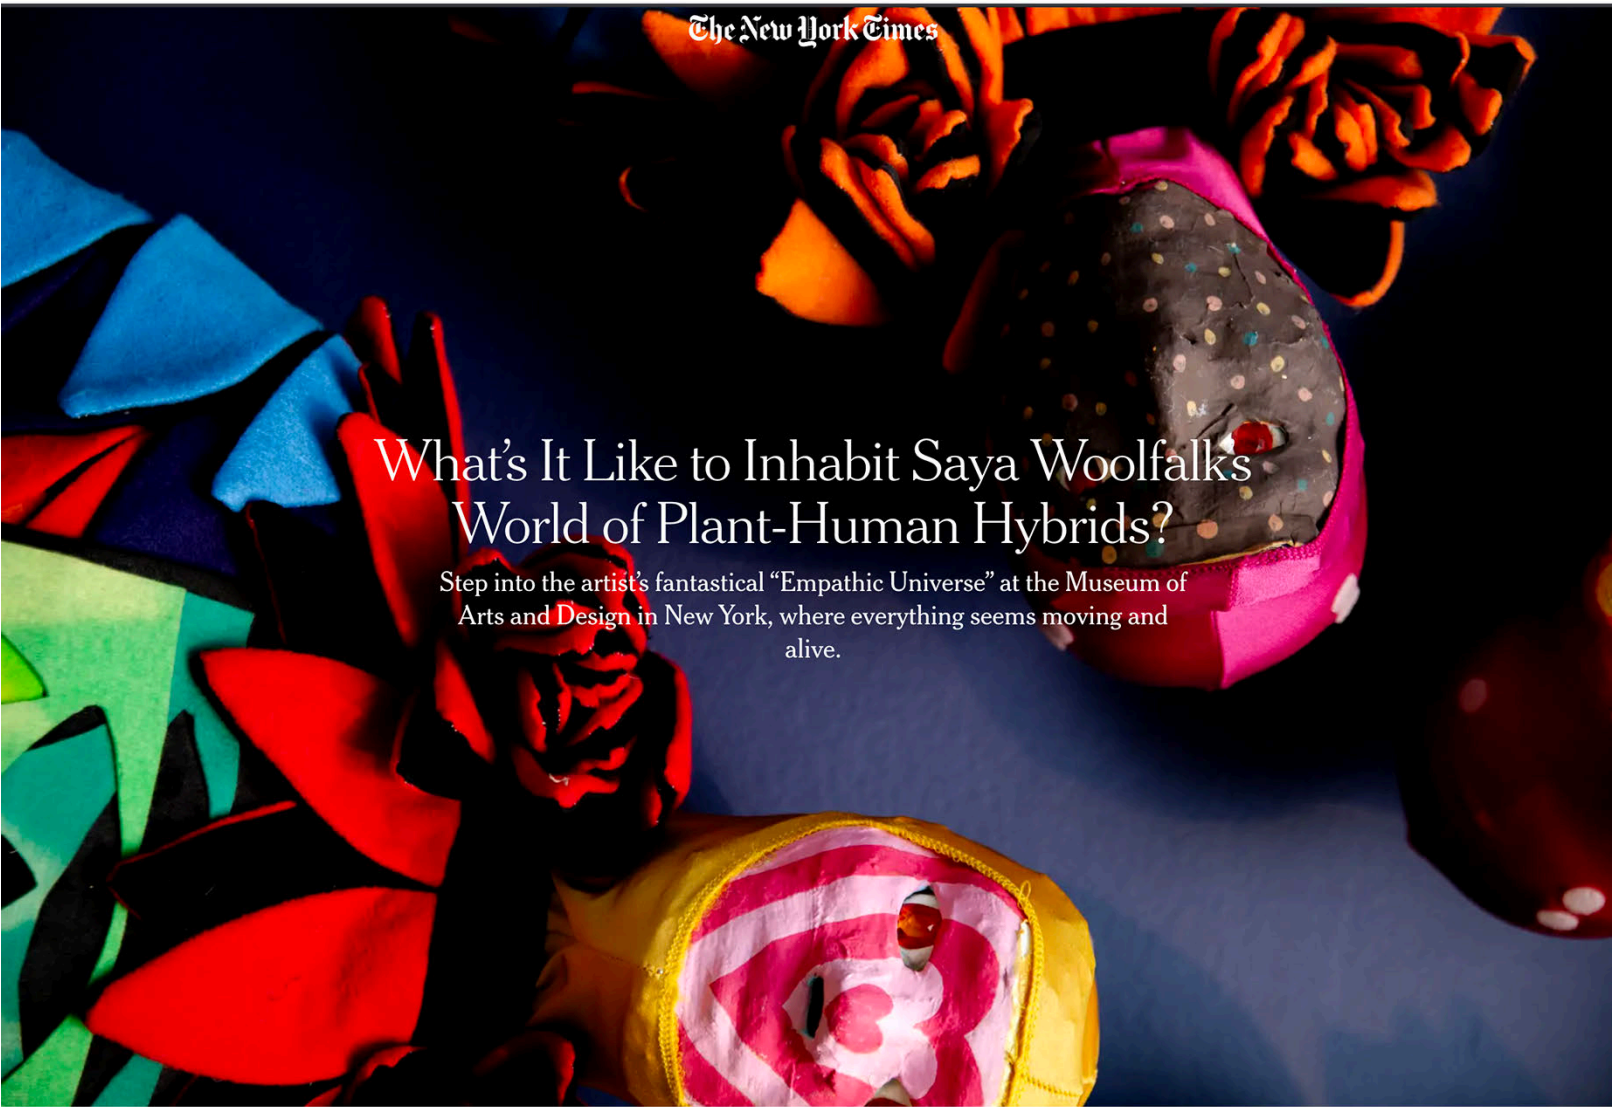 The New York Times
What’s It Like to Inhabit Saya Woolfalk’s
World of Plant-Human Hybrids?
Step into the artist’s fantastical “Empathic Universe” at the Museum of
Arts and Design in New York, where everything seems moving and
alive.